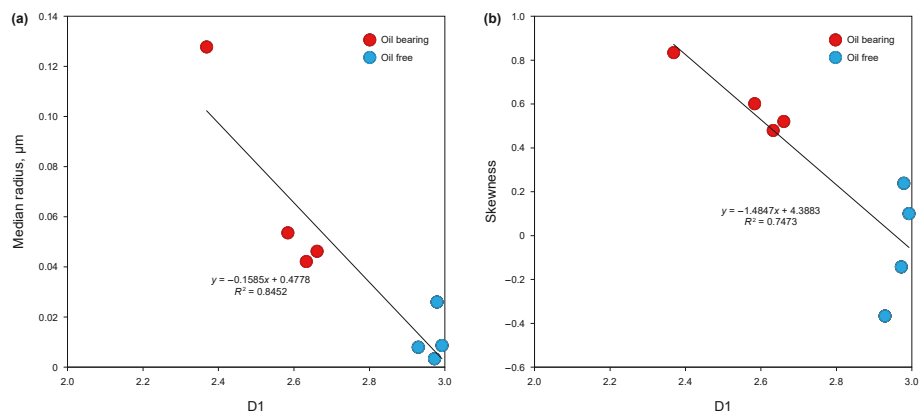 (a)
0.14
0.12
0.10
0.08
0.06
0.04
0.02
0
Median radius, μm
Oil bearing
Oil free
y = −0.1585x + 0.4778
R² = 0.8452
2.0
2.2
2.4
2.6
2.8
3.0
D1
(b)
1.0
0.8
0.6
0.4
0.2
0
−0.2
−0.4
−0.6
Skewness
Oil bearing
Oil free
y = −1.4847x + 4.3883
R² = 0.7473
2.0
2.2
2.4
2.6
2.8
3.0
D1